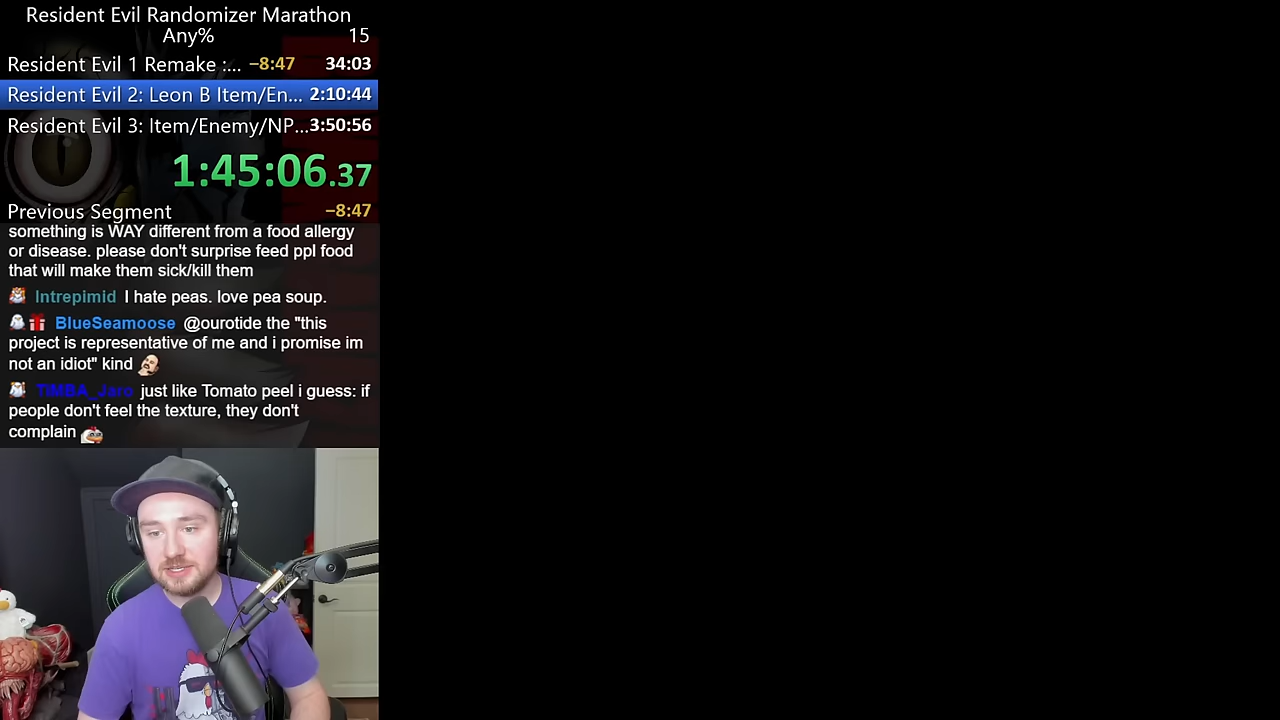 Resident Evil Randomizer Marathon
Any% 15
Resident Evil 1 Remake :... −8:47 34:03
Resident Evil 2: Leon B Item/En... 2:10:44
Resident Evil 3: Item/Enemy/NP... 3:50:56
1:45:06.37
Previous Segment −8:47
something is WAY different from a food allergy
or disease. please don't surprise feed ppl food
that will make them sick/kill them
Intrepimid I hate peas. love pea soup.
BlueSeamoose @ourotide the "this
project is representative of me and i promise im
not an idiot" kind
TIMBA_Jaro just like Tomato peel i guess: if
people don't feel the texture, they don't
complain